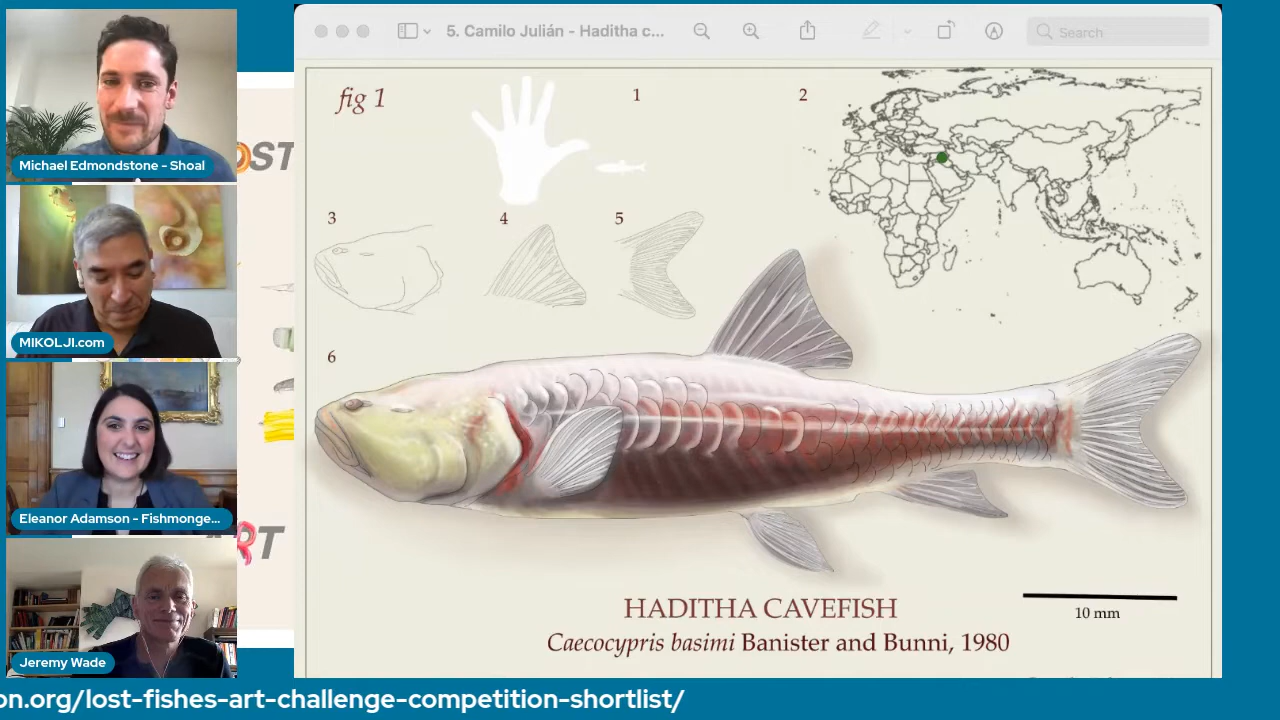 5. Camilo Julián - Haditha c...
Search
fig 1
1
2
3
4
5
6
HADITHA CAVEFISH
Caecocypris basimi Banister and Bunni, 1980
10 mm
Michael Edmondstone - Shoal
MIKOLJI.com
Eleanor Adamson - Fishmonge...
Jeremy Wade
OST
ART
on.org/lost-fishes-art-challenge-competition-shortlist/